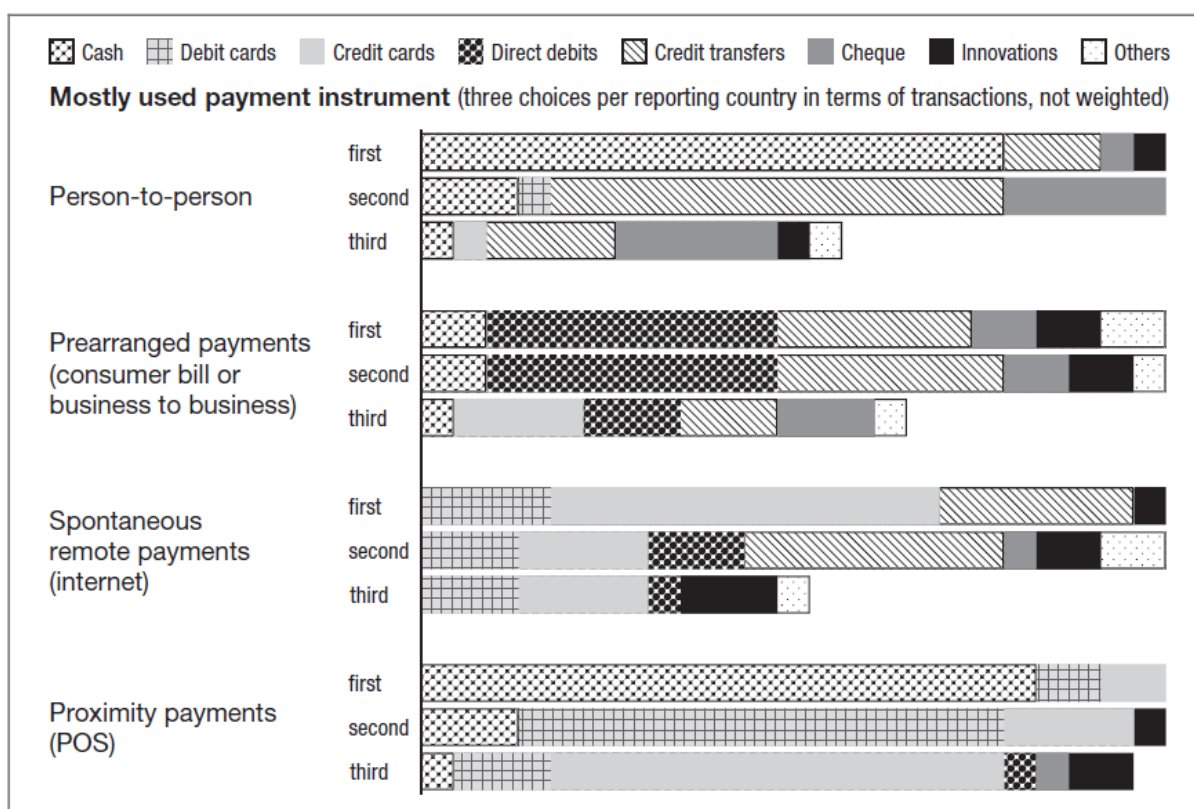 Cash Debit cards Credit cards Direct debits Credit transfers Cheque Innovations Others
Mostly used payment instrument (three choices per reporting country in terms of transactions, not weighted)
Person-to-person
first
second
third
Prearranged payments
(consumer bill or
business to business)
first
second
third
Spontaneous
remote payments
(internet)
first
second
third
Proximity payments
(POS)
first
second
third